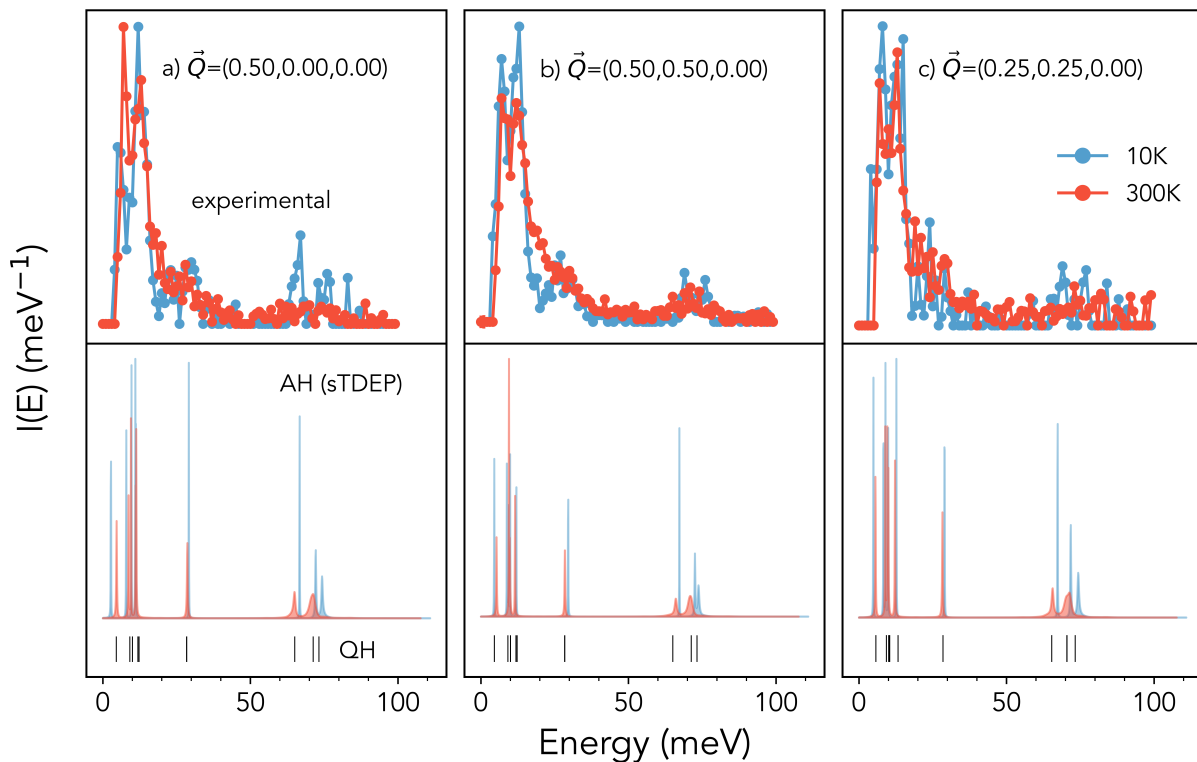 a) Q⃗=(0.50,0.00,0.00)
b) Q⃗=(0.50,0.50,0.00)
c) Q⃗=(0.25,0.25,0.00)
10K
300K
experimental
I(E) (meV⁻¹)
AH (sTDEP)
QH
0 50 100
0 50 100
0 50 100
Energy (meV)